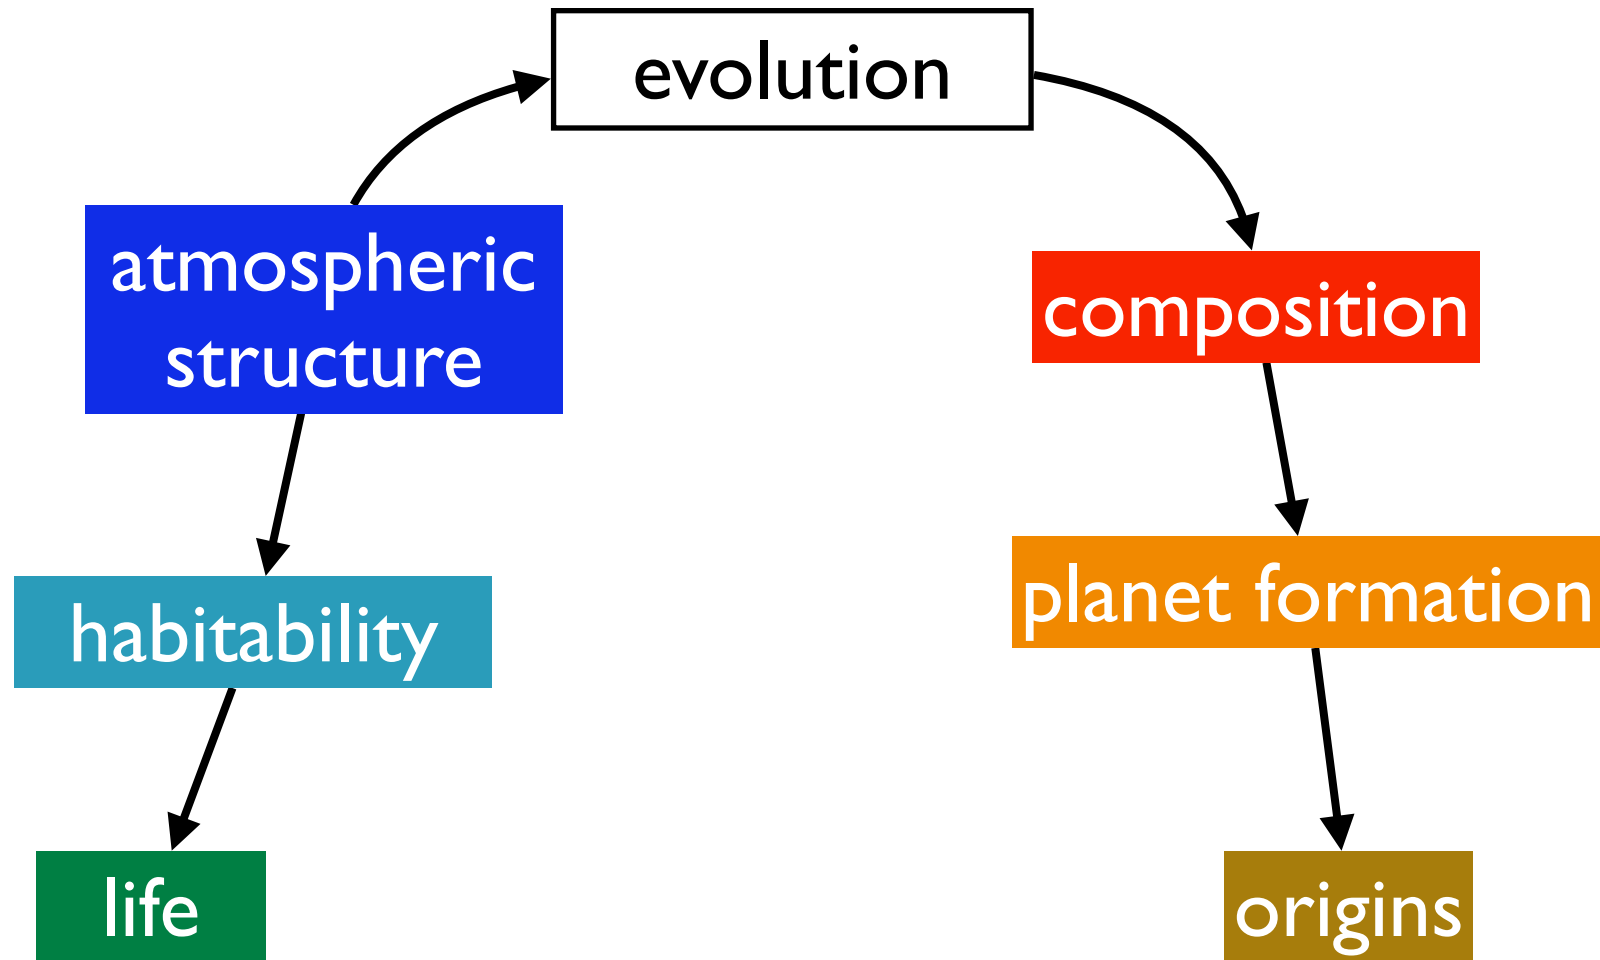 evolution
atmospheric
structure
composition
habitability
planet formation
life
origins